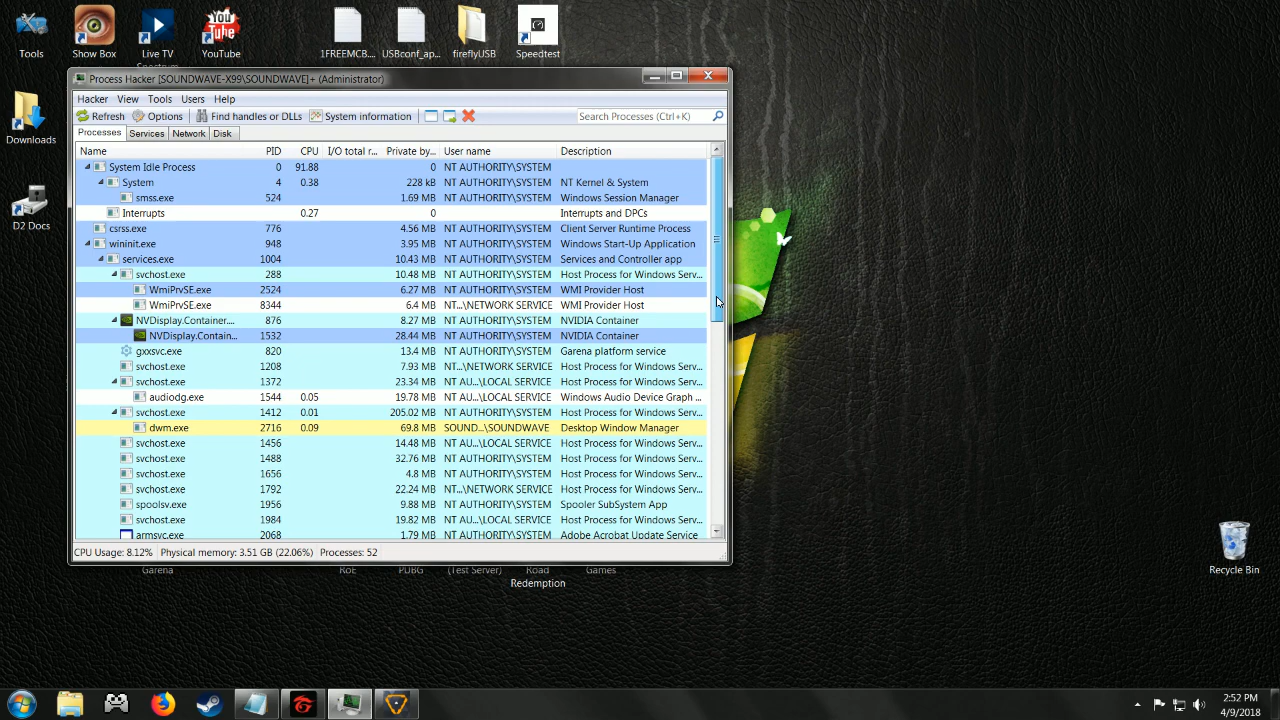 Tools
Show Box
Live TV
Spectrum
You
Tube
YouTube
1FREEMCB....
USBconf_ap...
fireflyUSB
Speedtest
Downloads
D2 Docs
Process Hacker [SOUNDWAVE-X99\SOUNDWAVE]+ (Administrator)
Hacker View Tools Users Help
Refresh Options Find handles or DLLs System information Search Processes (Ctrl+K)
Processes Services Network Disk
Name PID CPU I/O total r... Private by... User name Description
System Idle Process 0 91.88 0 NT AUTHORITY\SYSTEM
System 4 0.38 228 kB NT AUTHORITY\SYSTEM NT Kernel & System
smss.exe 524 1.69 MB NT AUTHORITY\SYSTEM Windows Session Manager
Interrupts 0.27 0 Interrupts and DPCs
csrss.exe 776 4.56 MB NT AUTHORITY\SYSTEM Client Server Runtime Process
wininit.exe 948 3.95 MB NT AUTHORITY\SYSTEM Windows Start-Up Application
services.exe 1004 10.43 MB NT AUTHORITY\SYSTEM Services and Controller app
svchost.exe 288 10.48 MB NT AUTHORITY\SYSTEM Host Process for Windows Serv...
WmiPrvSE.exe 2524 6.27 MB NT AUTHORITY\SYSTEM WMI Provider Host
WmiPrvSE.exe 8344 6.4 MB NT...\NETWORK SERVICE WMI Provider Host
NVDisplay.Container.... 876 8.27 MB NT AUTHORITY\SYSTEM NVIDIA Container
NVDisplay.Contain... 1532 28.44 MB NT AUTHORITY\SYSTEM NVIDIA Container
gxxsvc.exe 820 13.4 MB NT AUTHORITY\SYSTEM Garena platform service
svchost.exe 1208 7.93 MB NT...\NETWORK SERVICE Host Process for Windows Serv...
svchost.exe 1372 23.34 MB NT AU...\LOCAL SERVICE Host Process for Windows Serv...
audiodg.exe 1544 0.05 19.78 MB NT AU...\LOCAL SERVICE Windows Audio Device Graph ...
svchost.exe 1412 0.01 205.02 MB NT AUTHORITY\SYSTEM Host Process for Windows Serv...
dwm.exe 2716 0.09 69.8 MB SOUND...\SOUNDWAVE Desktop Window Manager
svchost.exe 1456 14.48 MB NT AU...\LOCAL SERVICE Host Process for Windows Serv...
svchost.exe 1488 32.76 MB NT AUTHORITY\SYSTEM Host Process for Windows Serv...
svchost.exe 1656 4.8 MB NT AUTHORITY\SYSTEM Host Process for Windows Serv...
svchost.exe 1792 22.24 MB NT...\NETWORK SERVICE Host Process for Windows Serv...
spoolsv.exe 1956 9.88 MB NT AUTHORITY\SYSTEM Spooler SubSystem App
svchost.exe 1984 19.82 MB NT AU...\LOCAL SERVICE Host Process for Windows Serv...
armsvc.exe 2068 1.79 MB NT AUTHORITY\SYSTEM Adobe Acrobat Update Service
CPU Usage: 8.12% Physical memory: 3.51 GB (22.06%) Processes: 52
Garena
RoE
PUBG
(Test Server)
Road
Redemption
Games
Recycle Bin
2:52 PM
4/9/2018